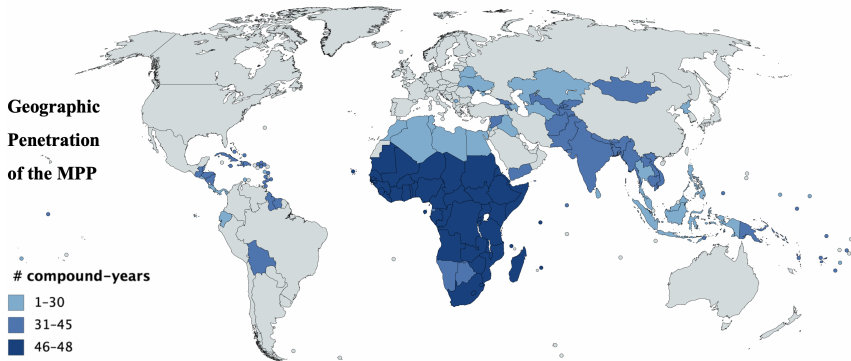 Geographic
Penetration
of the MPP
# compound-years
1–30
31–45
46–48